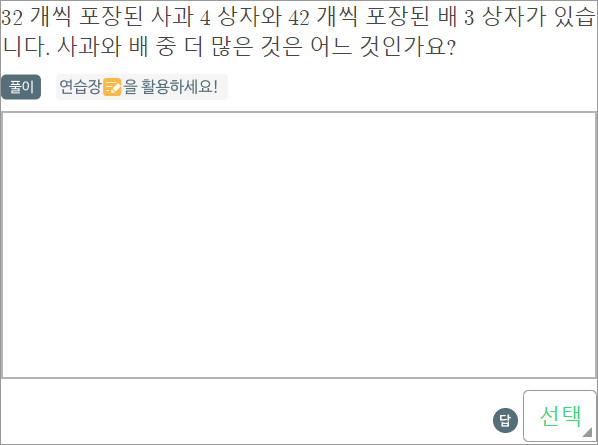 32 개씩 포장된 사과 4 상자와 42 개씩 포장된 배 3 상자가 있습
니다. 사과와 배 중 더 많은 것은 어느 것인가요?
풀이 연습장을 활용하세요!
답 선택